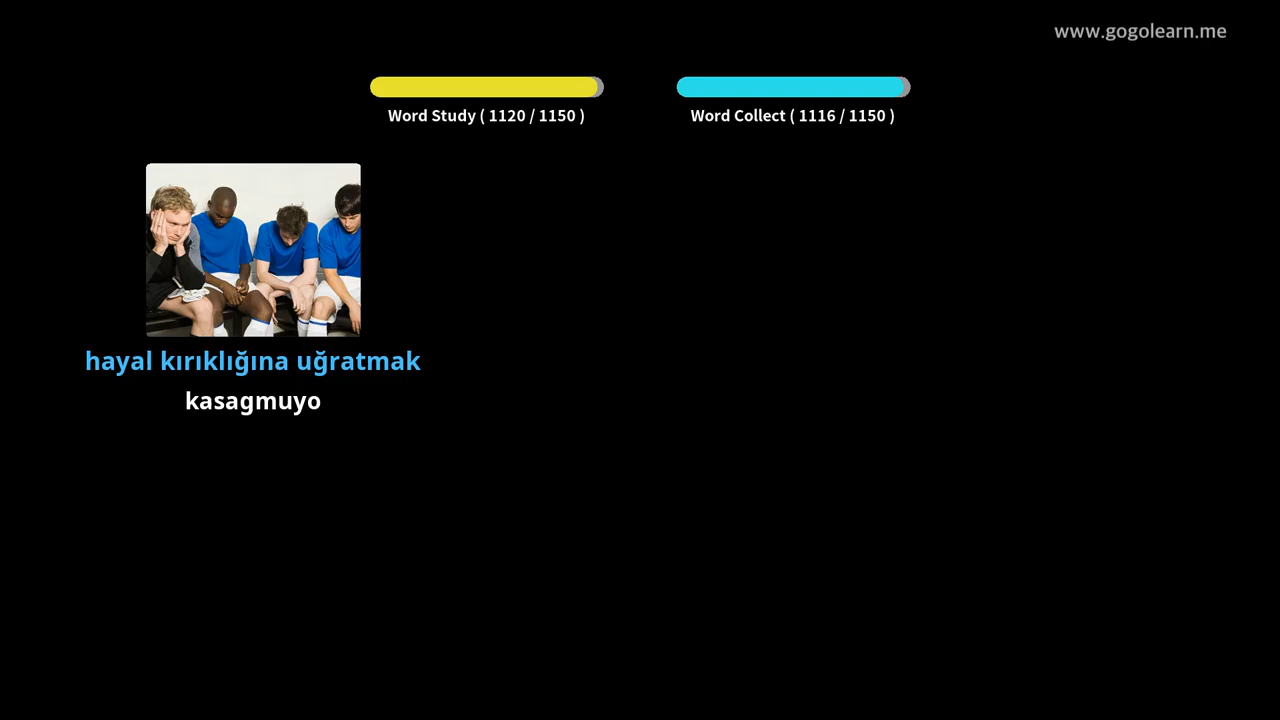 www.gogolearn.me
Word Study ( 1120 / 1150 )
Word Collect ( 1116 / 1150 )
hayal kırıklığına uğratmak
kasagmuyo